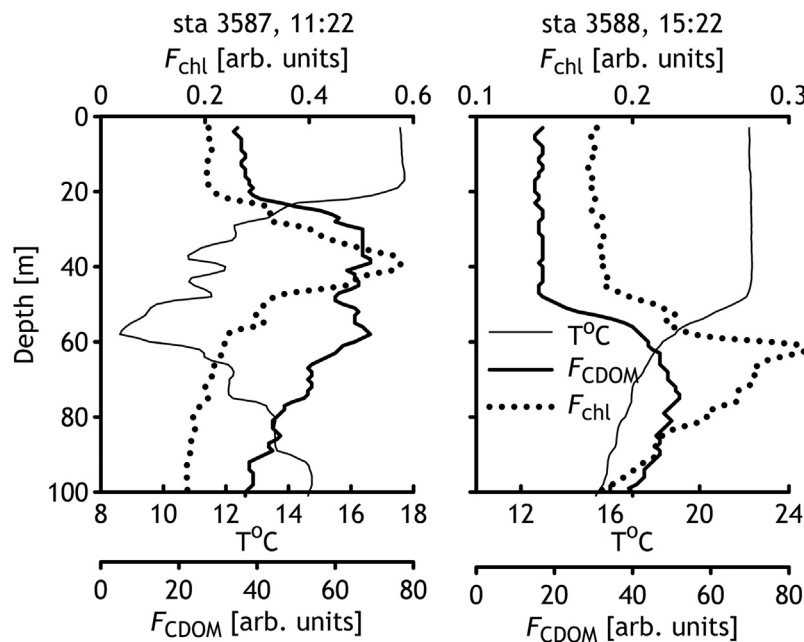 sta 3587, 11:22
F_chl [arb. units]
0 0.2 0.4 0.6
0
20
40
60
80
100
Depth [m]
8 10 12 14 16 18
T°C
0 20 40 60 80
F_CDOM [arb. units]
sta 3588, 15:22
F_chl [arb. units]
0.1 0.2 0.3
T°C
F_CDOM
F_chl
12 16 20 24
T°C
0 20 40 60 80
F_CDOM [arb. units]